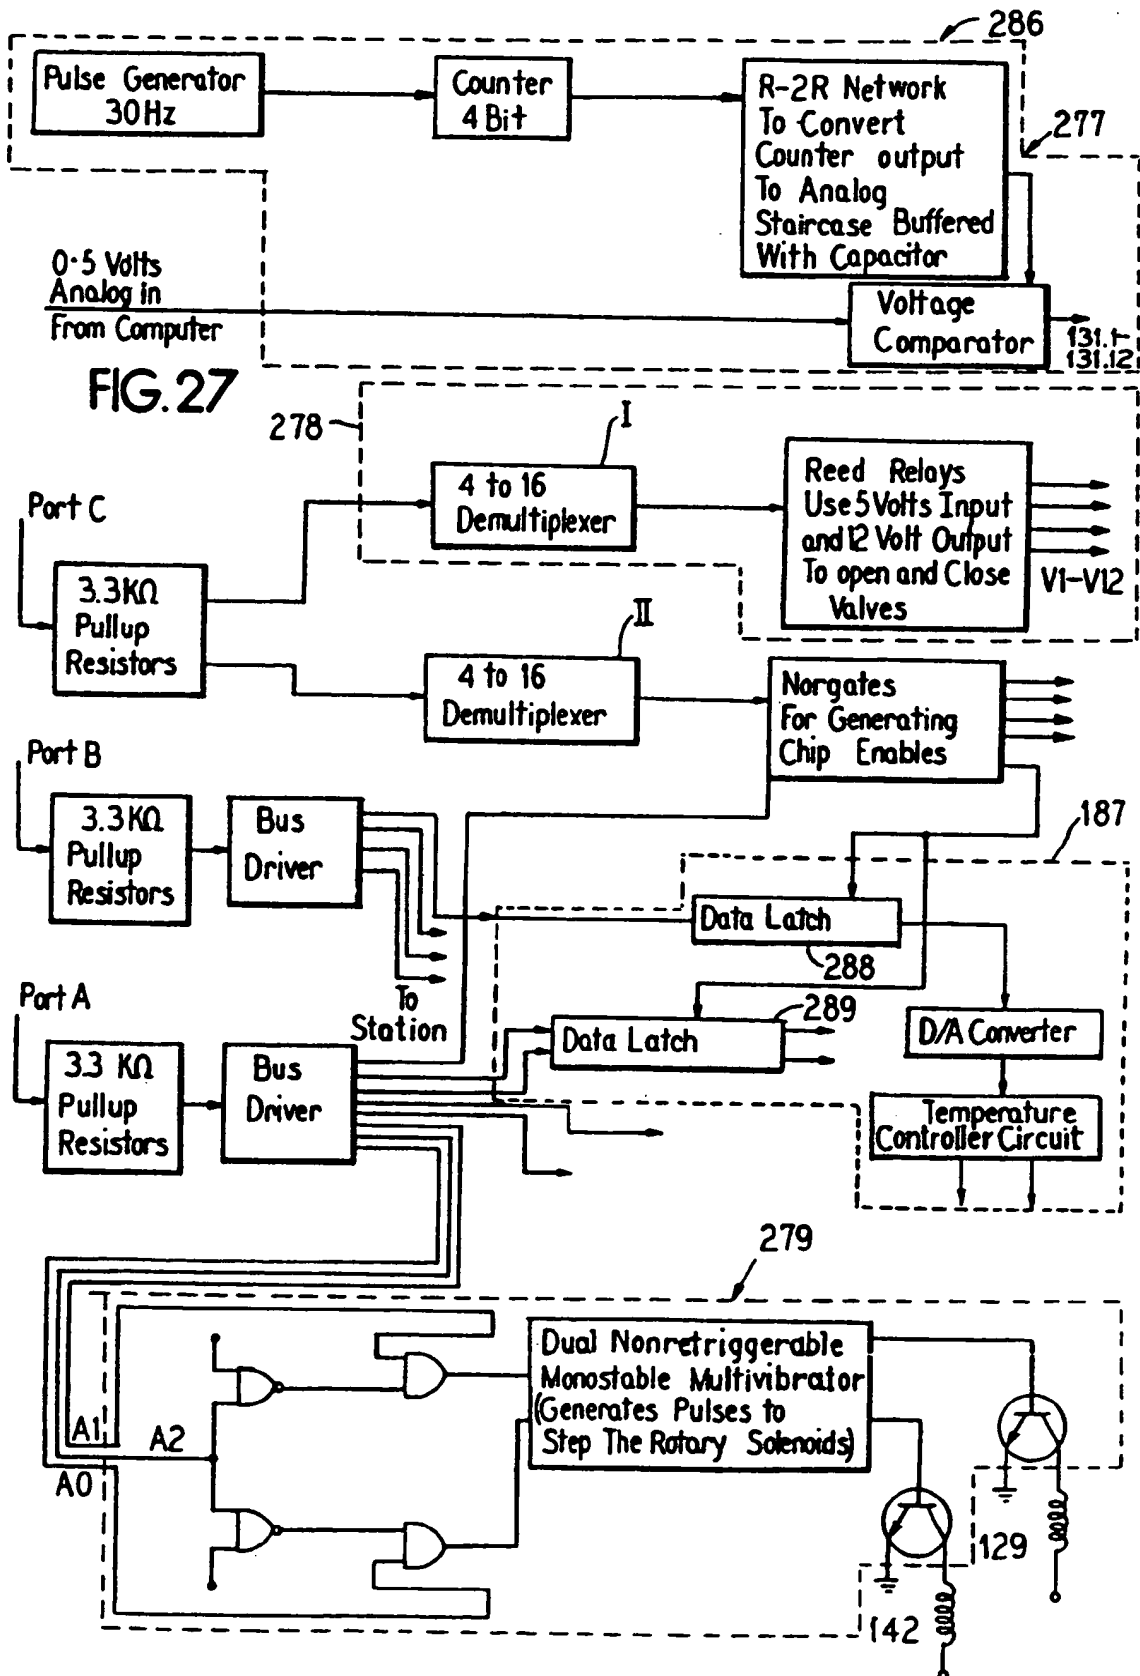 286
Pulse Generator
30Hz
Counter
4 Bit
R-2R Network
To Convert
Counter output
To Analog
Staircase Buffered
With Capacitor
277
0-5 Volts
Analog in
From Computer
Voltage
Comparator
131.1-
131.12
FIG. 27
278
I
4 to 16
Demultiplexer
Reed Relays
Use 5 Volts Input
and 12 Volt Output
To open and Close
Valves
V1-V12
Port C
3.3KΩ
Pullup
Resistors
II
4 to 16
Demultiplexer
Norgates
For Generating
Chip Enables
Port B
3.3KΩ
Pullup
Resistors
Bus
Driver
187
Data Latch
288
To
Station
Port A
3.3 KΩ
Pullup
Resistors
Bus
Driver
289
Data Latch
D/A Converter
Temperature
Controller Circuit
279
Dual Nonretriggerable
Monostable Multivibrator
(Generates Pulses to
Step The Rotary Solenoids)
A1
A2
A0
129
142